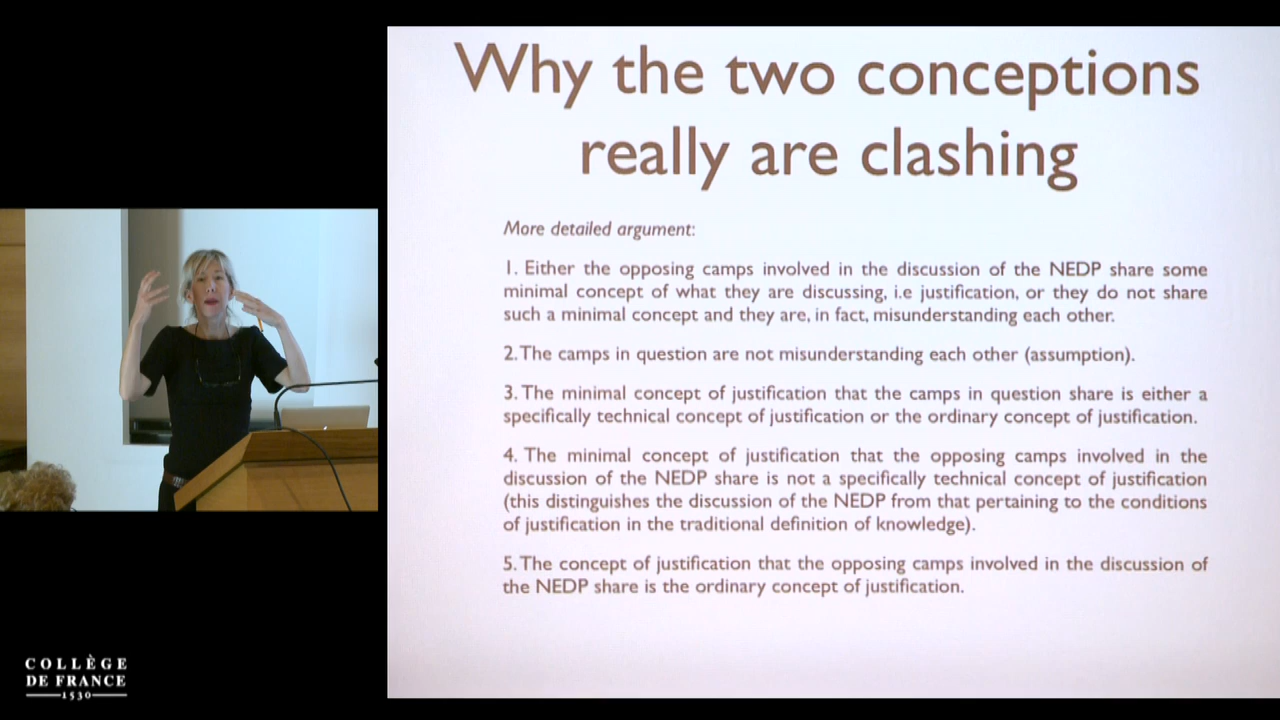 Why the two conceptions
really are clashing
More detailed argument:
1. Either the opposing camps involved in the discussion of the NEDP share some
minimal concept of what they are discussing, i.e justification, or they do not share
such a minimal concept and they are, in fact, misunderstanding each other.
2. The camps in question are not misunderstanding each other (assumption).
3. The minimal concept of justification that the camps in question share is either a
specifically technical concept of justification or the ordinary concept of justification.
4. The minimal concept of justification that the opposing camps involved in the
discussion of the NEDP share is not a specifically technical concept of justification
(this distinguishes the discussion of the NEDP from that pertaining to the conditions
of justification in the traditional definition of knowledge).
5. The concept of justification that the opposing camps involved in the discussion of
the NEDP share is the ordinary concept of justification.
COLLÈGE
DE FRANCE
1530